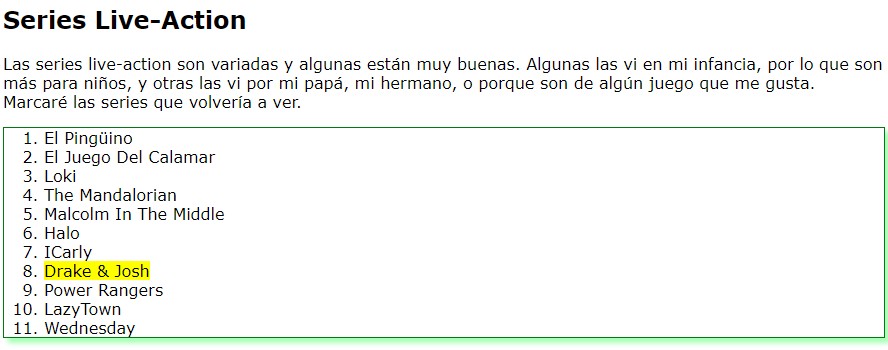 Series Live-Action
Las series live-action son variadas y algunas están muy buenas. Algunas las vi en mi infancia, por lo que son
más para niños, y otras las vi por mi papá, mi hermano, o porque son de algún juego que me gusta.
Marcaré las series que volvería a ver.
1. El Pingüino
2. El Juego Del Calamar
3. Loki
4. The Mandalorian
5. Malcolm In The Middle
6. Halo
7. ICarly
8. Drake & Josh
9. Power Rangers
10. LazyTown
11. Wednesday